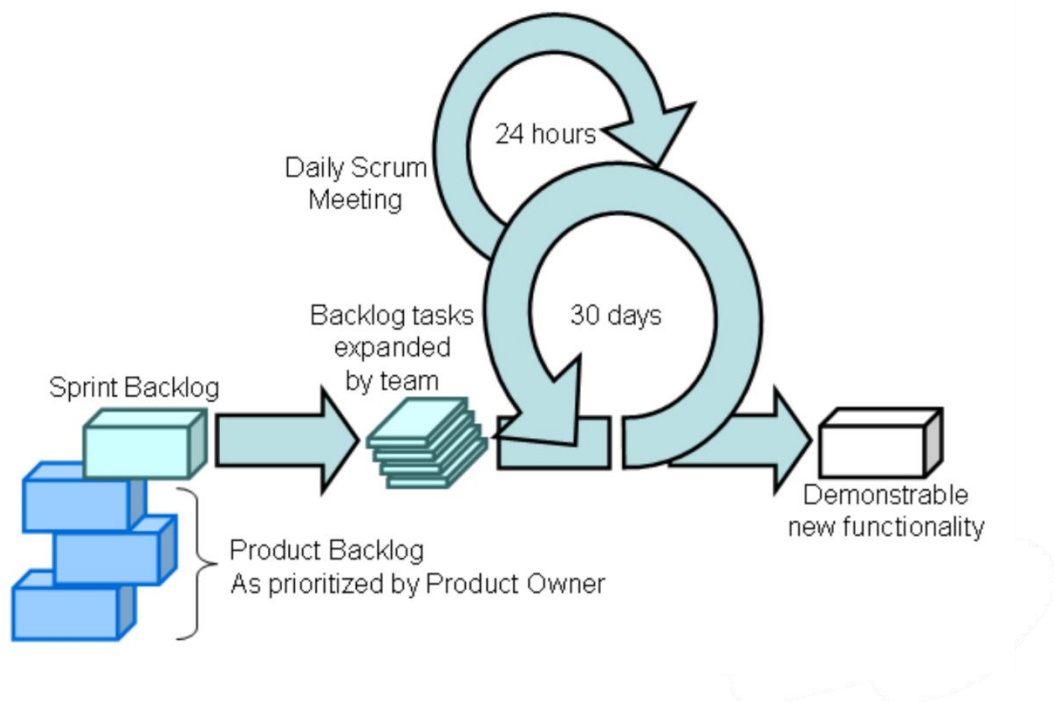 24 hours
Daily Scrum
Meeting
Backlog tasks
expanded
by team
30 days
Sprint Backlog
Demonstrable
new functionality
Product Backlog
As prioritized by Product Owner